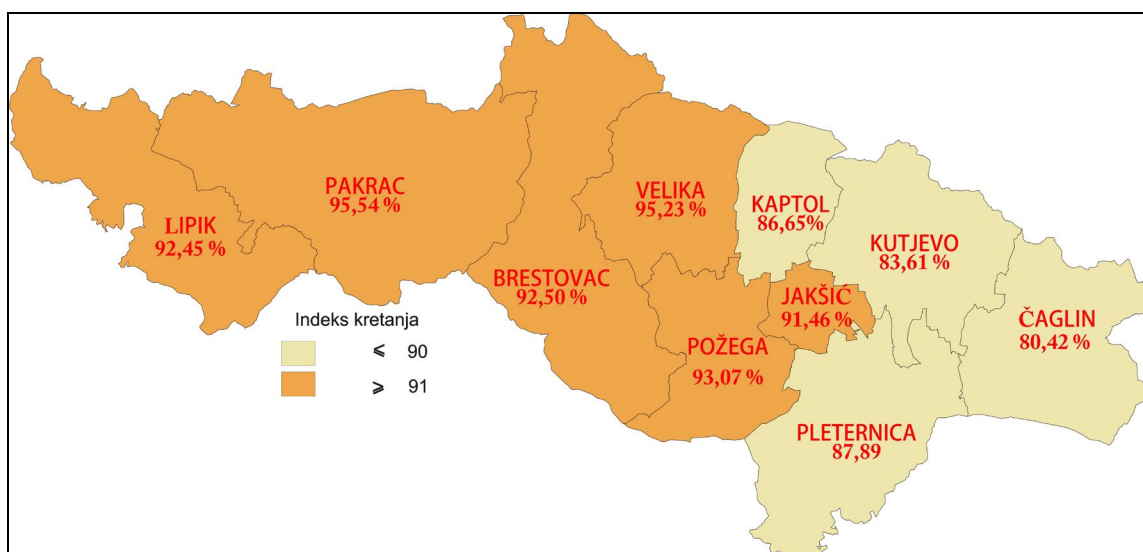 PAKRAC
95,54 %
VELIKA
95,23 %
KAPTOL
86,65%
LIPIK
92,45 %
KUTJEVO
83,61 %
BRESTOVAC
92,50 %
JAKŠIĆ
91,46 %
ČAGLIN
80,42 %
POŽEGA
93,07 %
PLETERNICA
87,89
Indeks kretanja
⩽ 90
⩾ 91